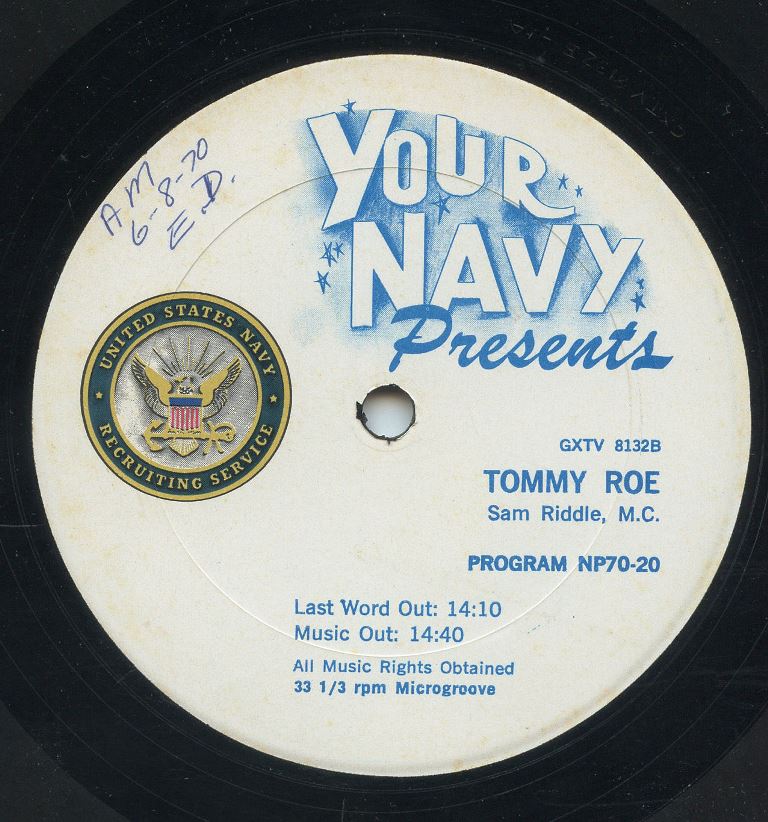 AM
6-8-70
E.D.
YOUR
NAVY
Presents
UNITED STATES NAVY
RECRUITING SERVICE
GXTV 8132B
TOMMY ROE
Sam Riddle, M.C.
PROGRAM NP70-20
Last Word Out: 14:10
Music Out: 14:40
All Music Rights Obtained
33 1/3 rpm Microgroove